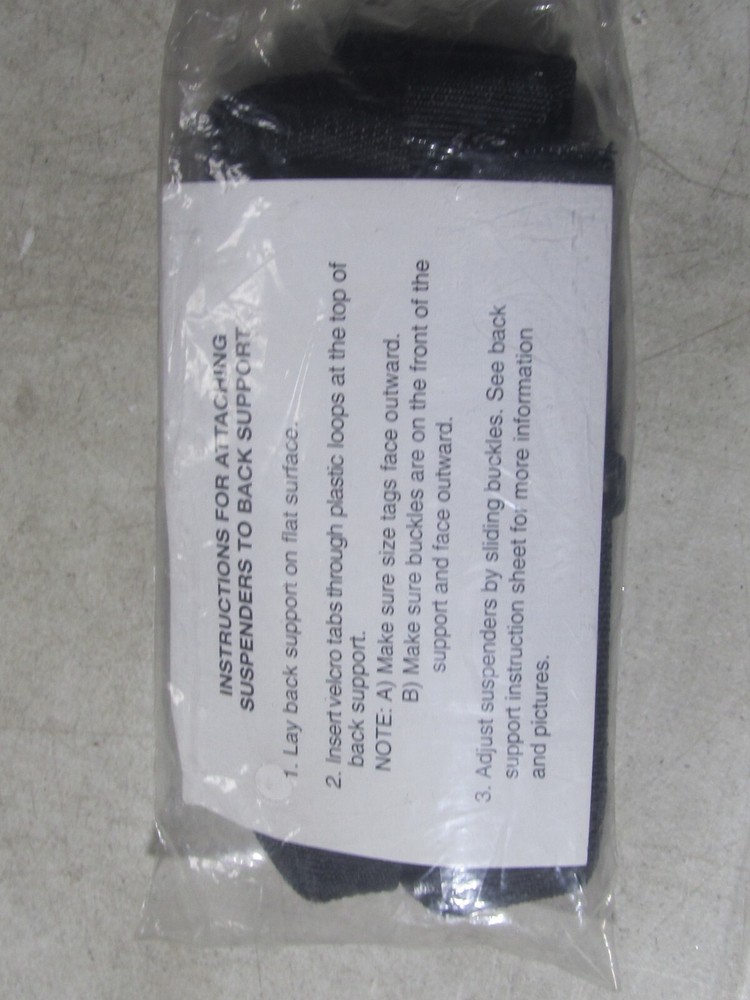 INSTRUCTIONS FOR ATTACHING
SUSPENDERS TO BACK SUPPORT
1. Lay back support on flat surface.
2. Insert velcro tabs through plastic loops at the top of
back support.
NOTE: A) Make sure size tags face outward.
B) Make sure buckles are on the front of the
support and face outward.
3. Adjust suspenders by sliding buckles. See back
support instruction sheet for more information
and pictures.